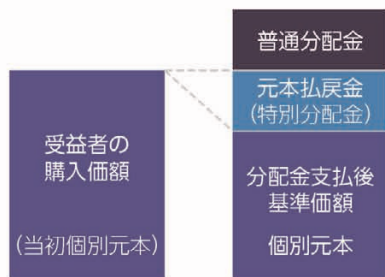 普通分配金
元本払戻金
(特別分配金)
受益者の
購入価額
(当初個別元本)
分配金支払後
基準価額
個別元本